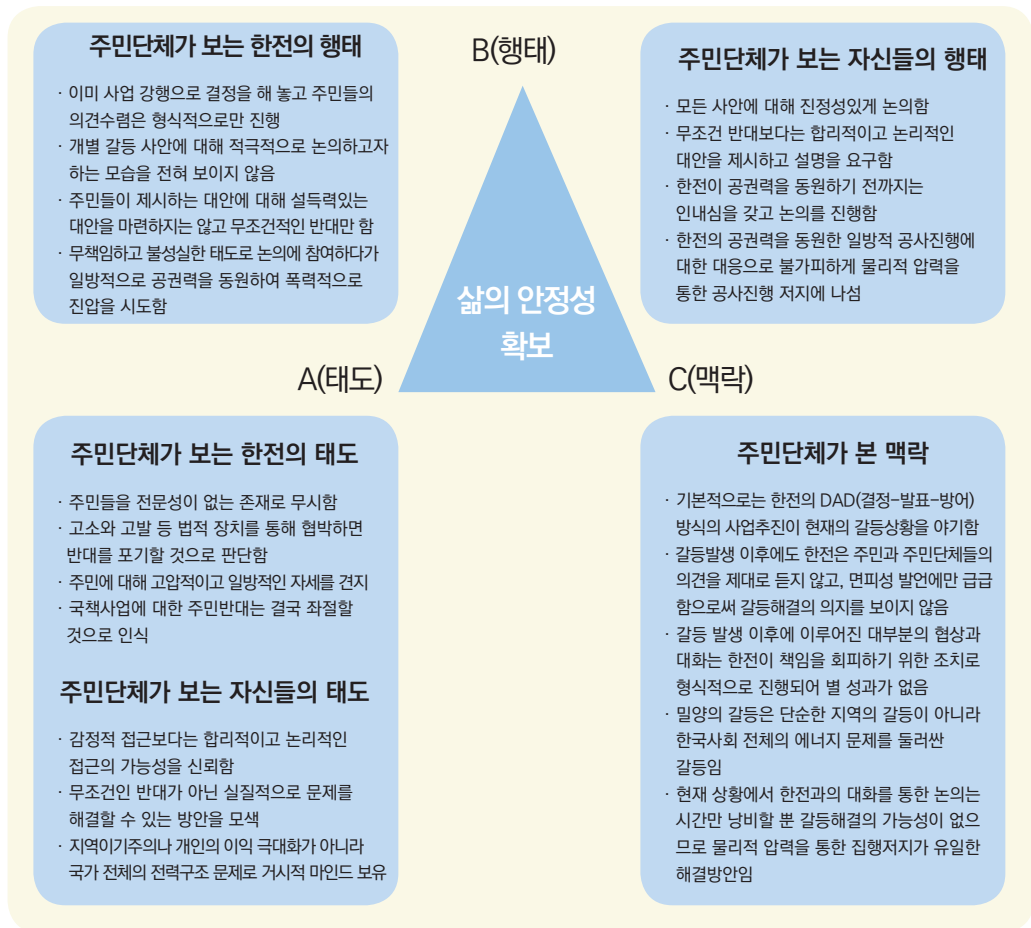 주민단체가 보는 한전의 행태
· 이미 사업 강행으로 결정을 해 놓고 주민들의
의견수렴은 형식적으로만 진행
· 개별 갈등 사안에 대해 적극적으로 논의하고자
하는 모습을 전혀 보이지 않음
· 주민들이 제시하는 대안에 대해 설득력있는
대안을 마련하지는 않고 무조건적인 반대만 함
· 무책임하고 불성실한 태도로 논의에 참여하다가
일방적으로 공권력을 동원하여 폭력적으로
진압을 시도함
B(행태)
주민단체가 보는 자신들의 행태
· 모든 사안에 대해 진정성있게 논의함
· 무조건 반대보다는 합리적이고 논리적인
대안을 제시하고 설명을 요구함
· 한전이 공권력을 동원하기 전까지는
인내심을 갖고 논의를 진행함
· 한전의 공권력을 동원한 일방적 공사진행에
대한 대응으로 불가피하게 물리적 압력을
통한 공사진행 저지에 나섬
삶의 안정성
확보
A(태도)
C(맥락)
주민단체가 보는 한전의 태도
· 주민들을 전문성이 없는 존재로 무시함
· 고소와 고발 등 법적 장치를 통해 협박하면
반대를 포기할 것으로 판단함
· 주민에 대해 고압적이고 일방적인 자세를 견지
· 국책사업에 대한 주민반대는 결국 좌절할
것으로 인식
주민단체가 보는 자신들의 태도
· 감정적 접근보다는 합리적이고 논리적인
접근의 가능성을 신뢰함
· 무조건인 반대가 아닌 실질적으로 문제를
해결할 수 있는 방안을 모색
· 지역이기주의나 개인의 이익 극대화가 아니라
국가 전체의 전력구조 문제로 거시적 마인드 보유
주민단체가 본 맥락
· 기본적으로는 한전의 DAD(결정-발표-방어)
방식의 사업추진이 현재의 갈등상황을 야기함
· 갈등발생 이후에도 한전은 주민과 주민단체들의
의견을 제대로 듣지 않고, 면피성 발언에만 급급
함으로써 갈등해결의 의지를 보이지 않음
· 갈등 발생 이후에 이루어진 대부분의 협상과
대화는 한전이 책임을 회피하기 위한 조치로
형식적으로 진행되어 별 성과가 없음
· 밀양의 갈등은 단순한 지역의 갈등이 아니라
한국사회 전체의 에너지 문제를 둘러싼
갈등임
· 현재 상황에서 한전과의 대화를 통한 논의는
시간만 낭비할 뿐 갈등해결의 가능성이 없으
므로 물리적 압력을 통한 집행저지가 유일한
해결방안임